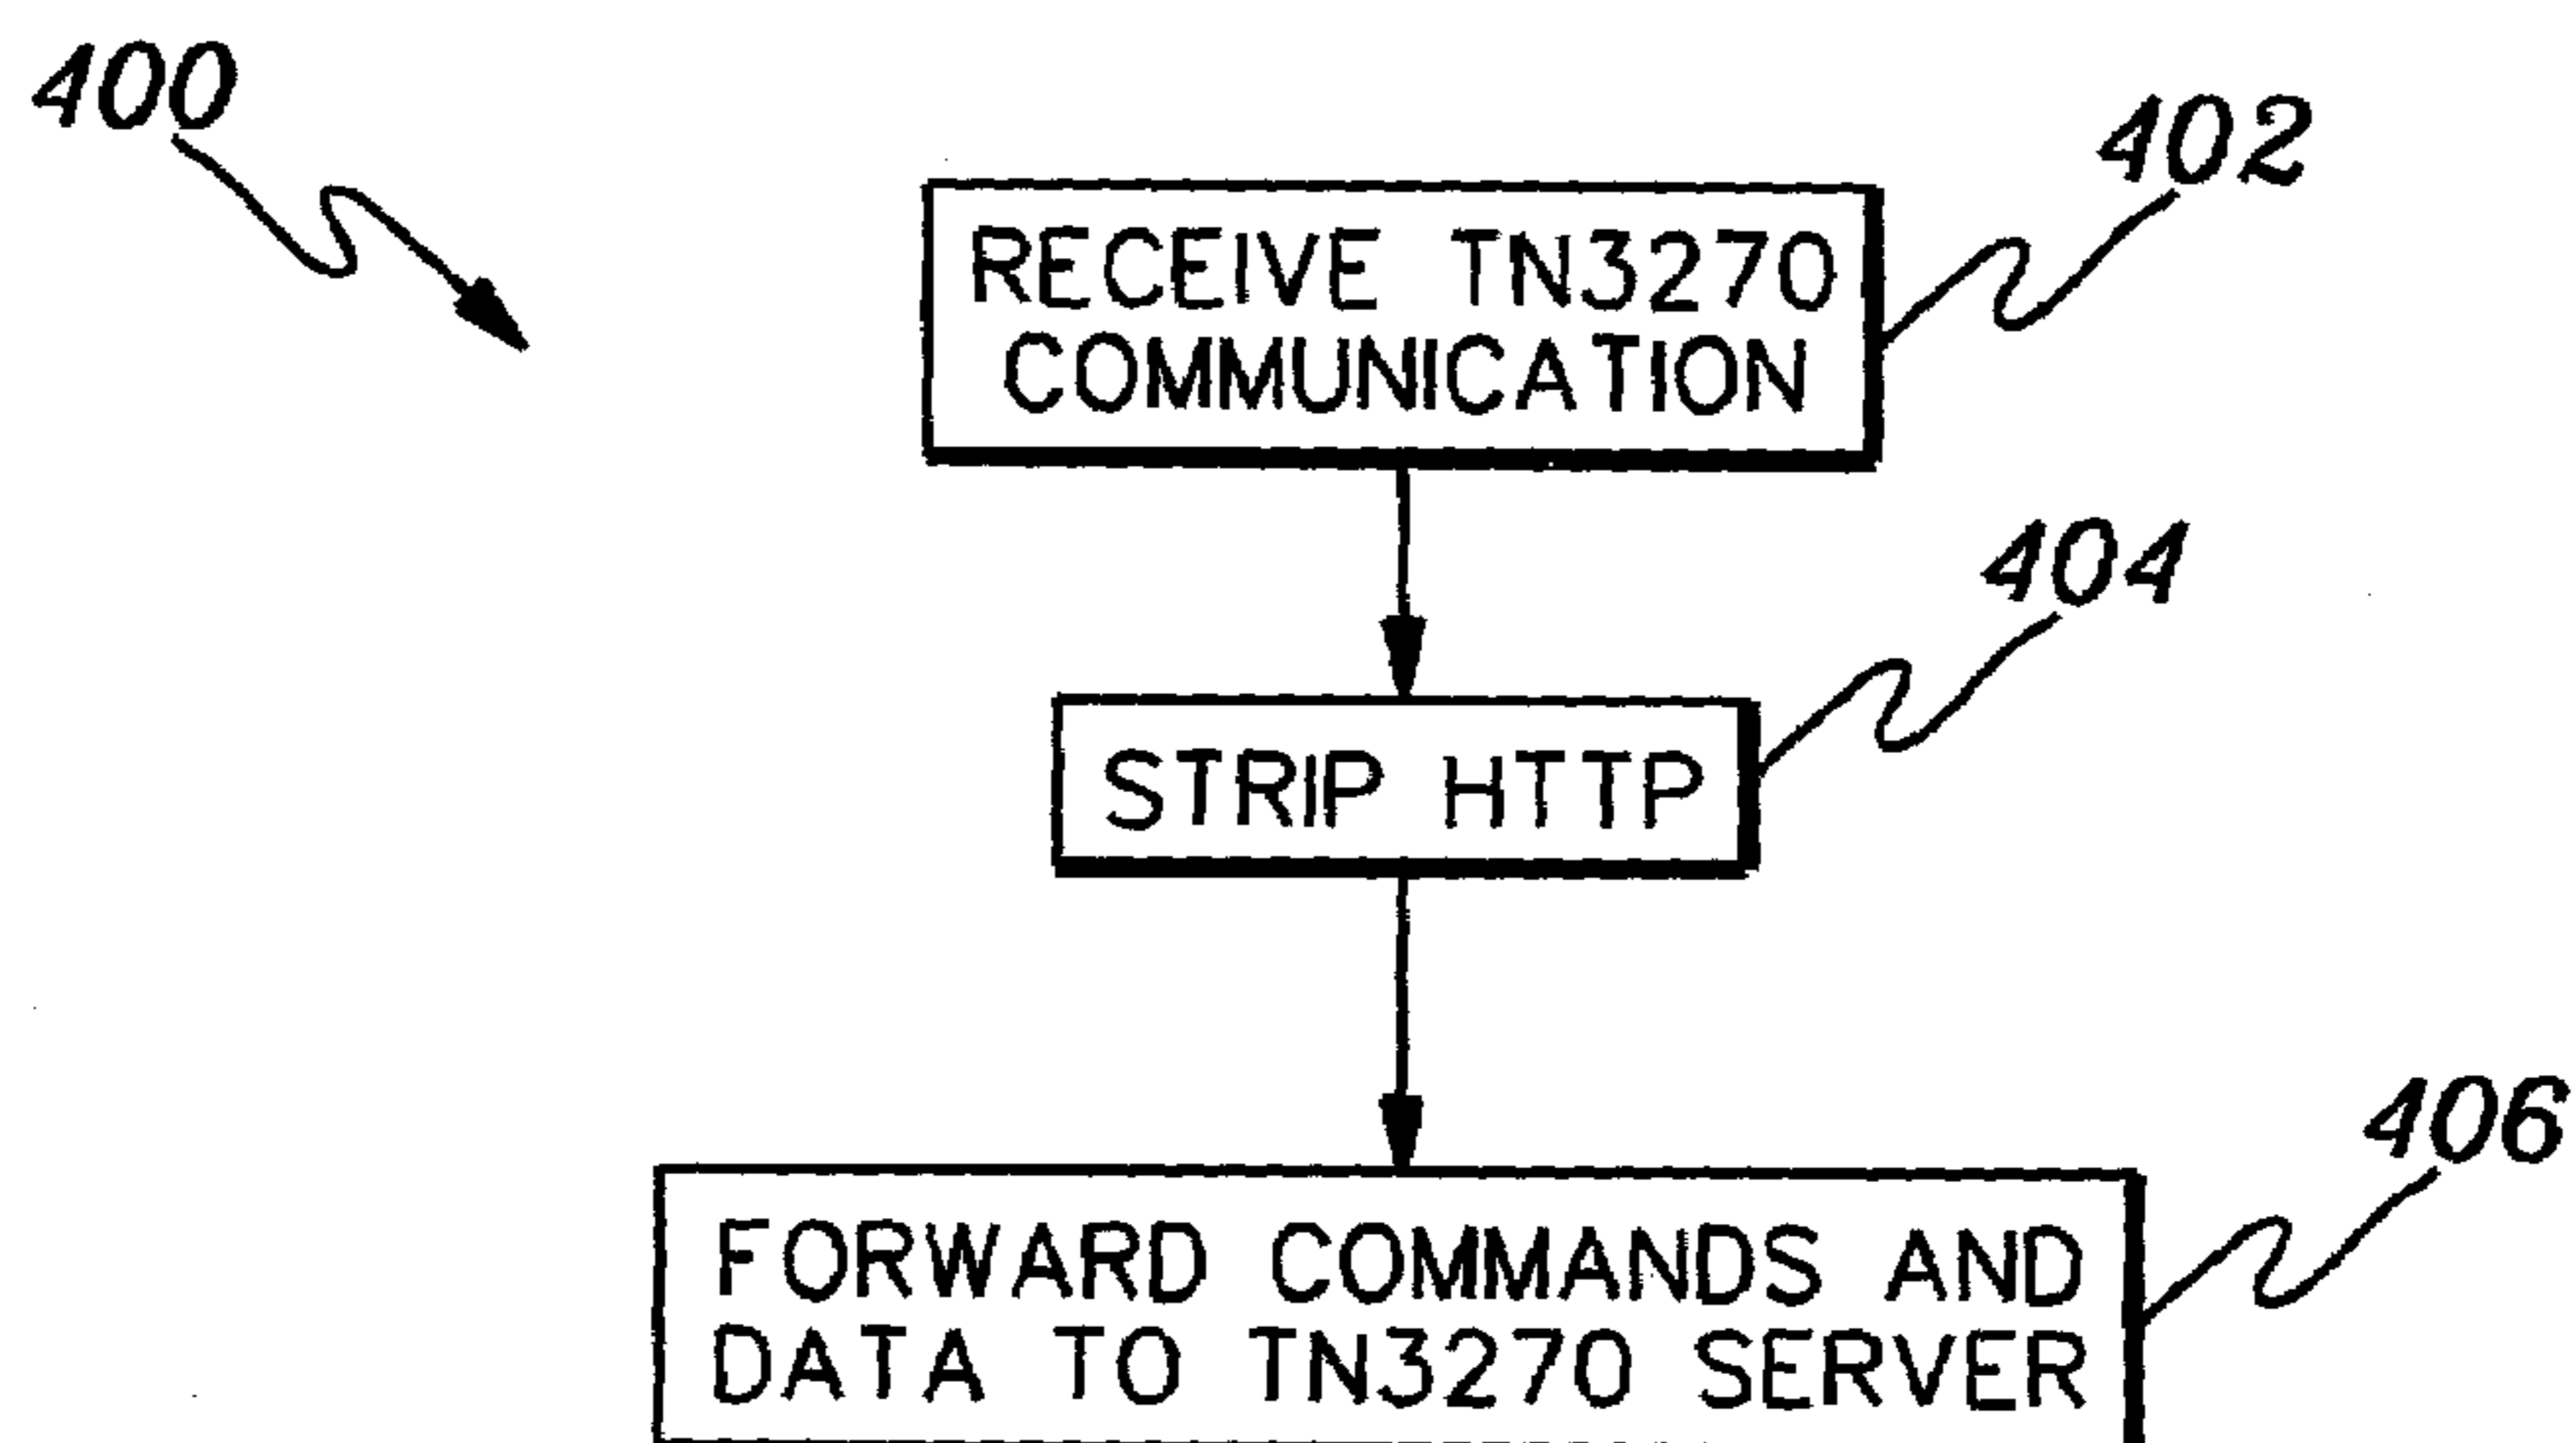 400
402
RECEIVE TN3270
COMMUNICATION
404
STRIP HTTP
406
FORWARD COMMANDS AND
DATA TO TN3270 SERVER